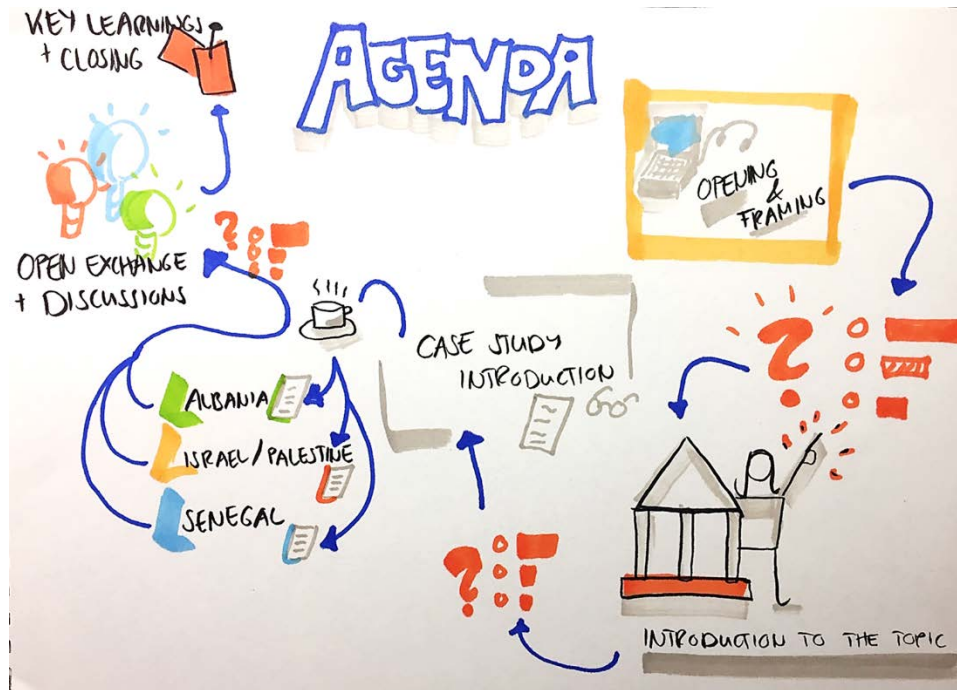 AGENDA
OPENING
&
FRAMING
?
INTRODUCTION TO THE TOPIC
?
CASE STUDY
INTRODUCTION
ALBANIA
ISRAEL/PALESTINE
SENEGAL
?
OPEN EXCHANGE
+ DISCUSSIONS
KEY LEARNINGS
+ CLOSING